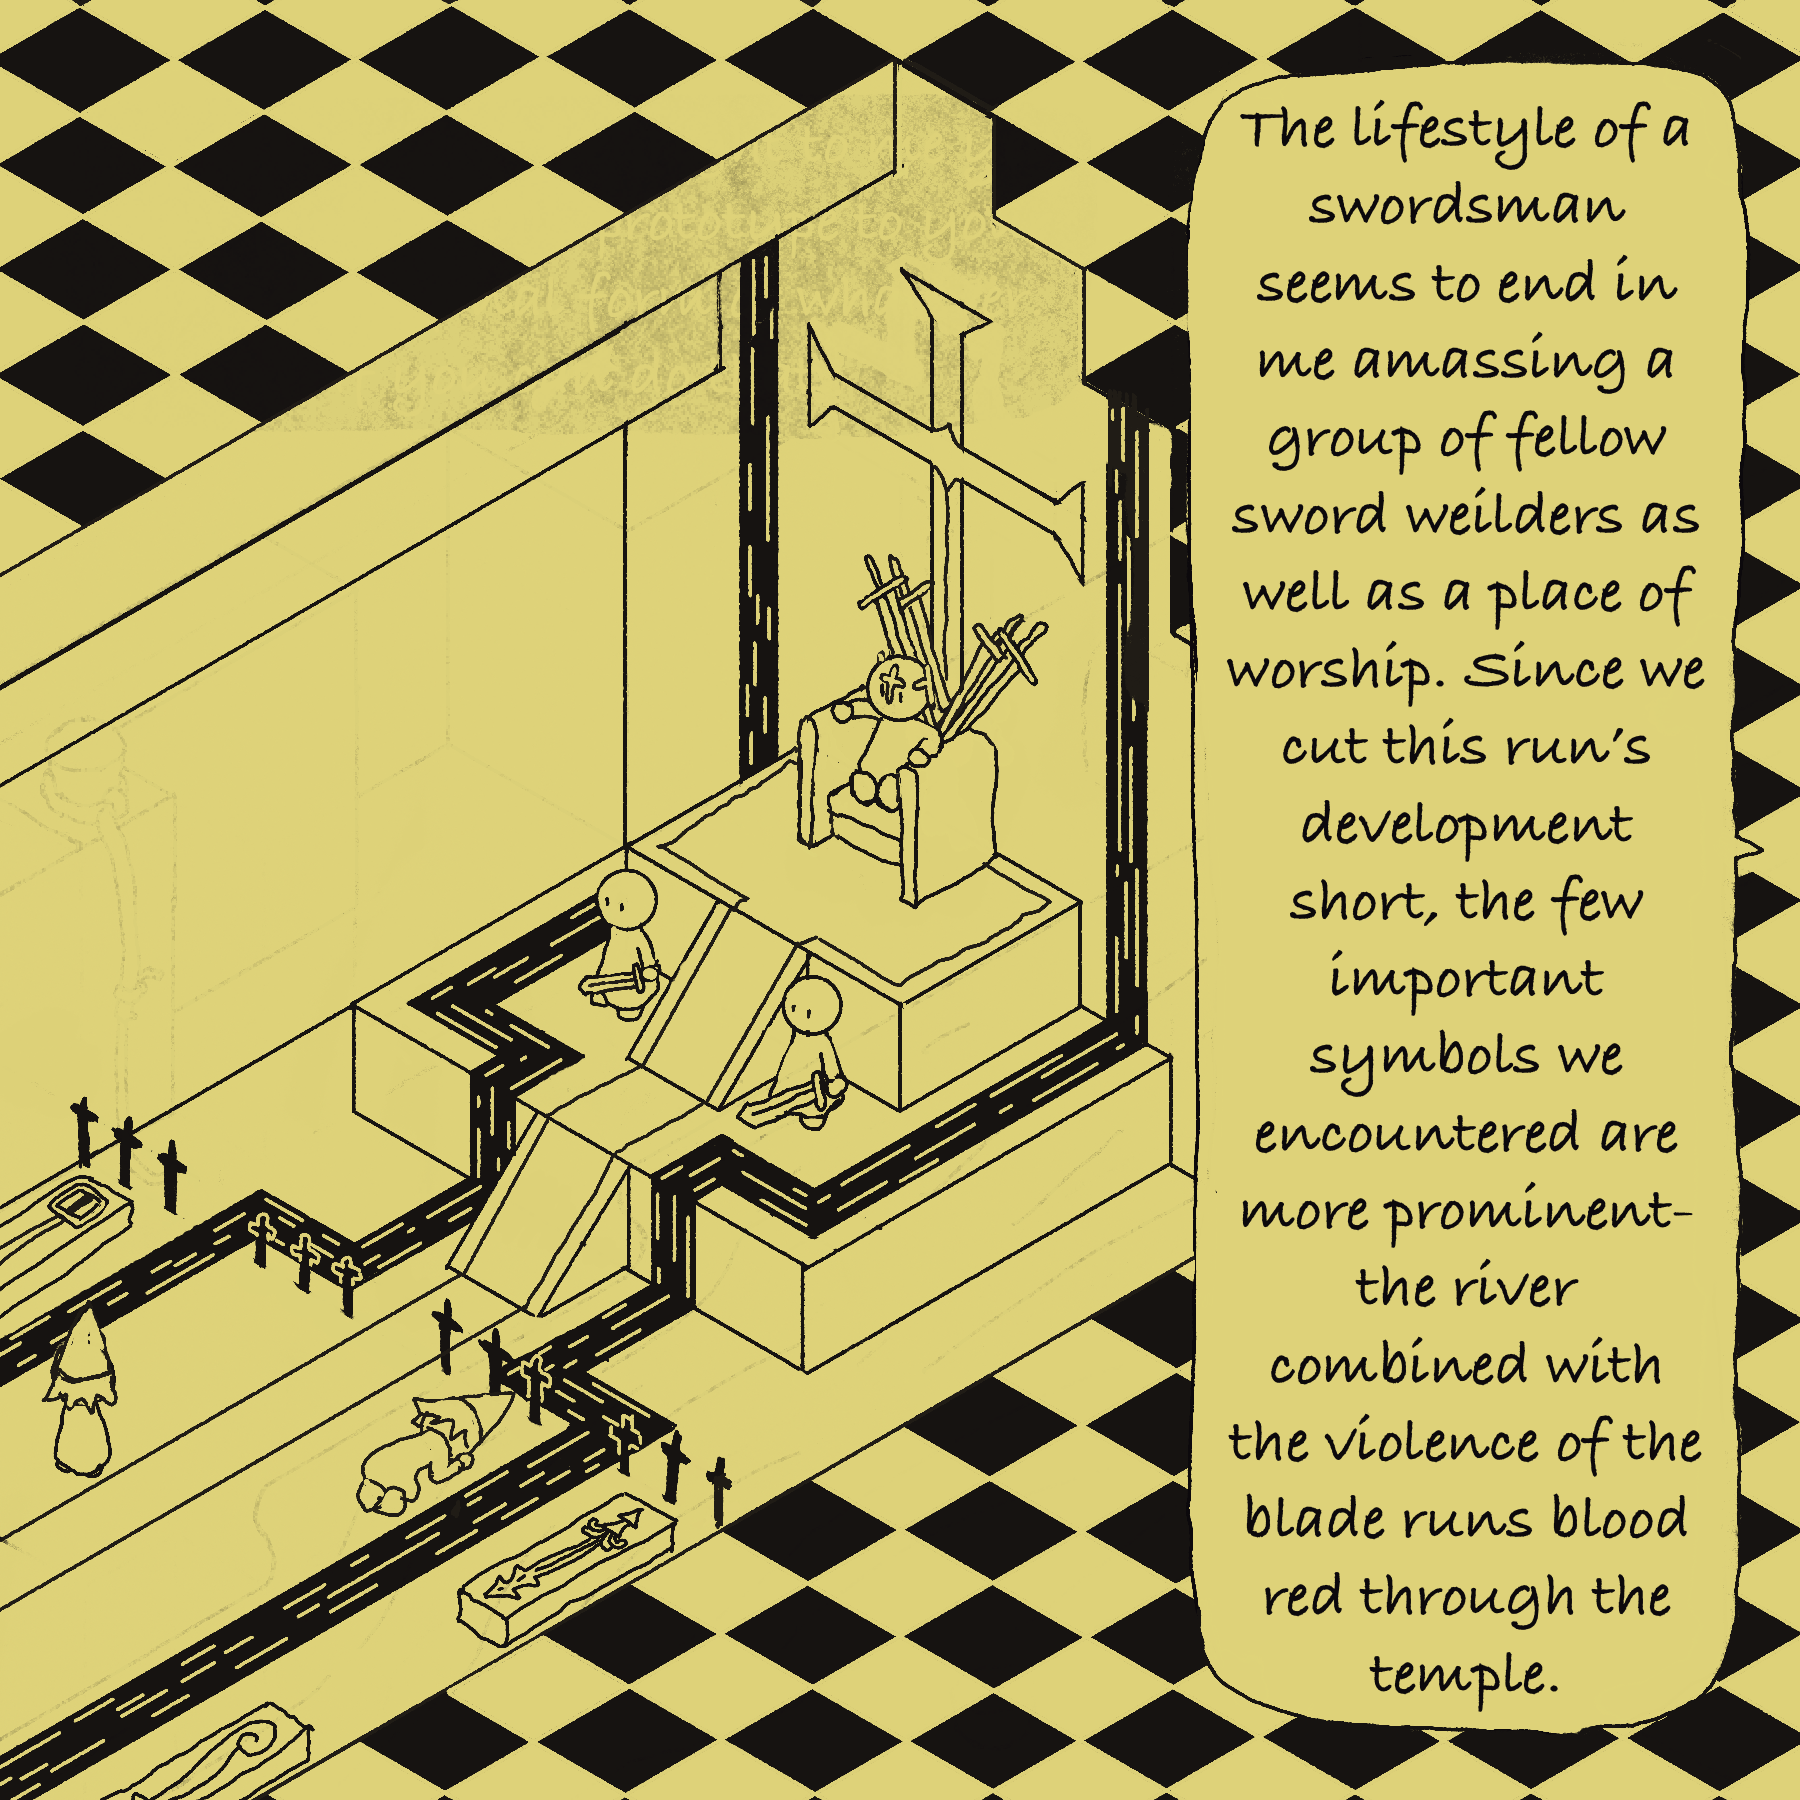 The lifestyle of a
swordsman
seems to end in
me amassing a
group of fellow
sword weilders as
well as a place of
worship. Since we
cut this run's
development
short, the few
important
symbols we
encountered are
more prominent-
the river
combined with
the violence of the
blade runs blood
red through the
temple.
prototype to